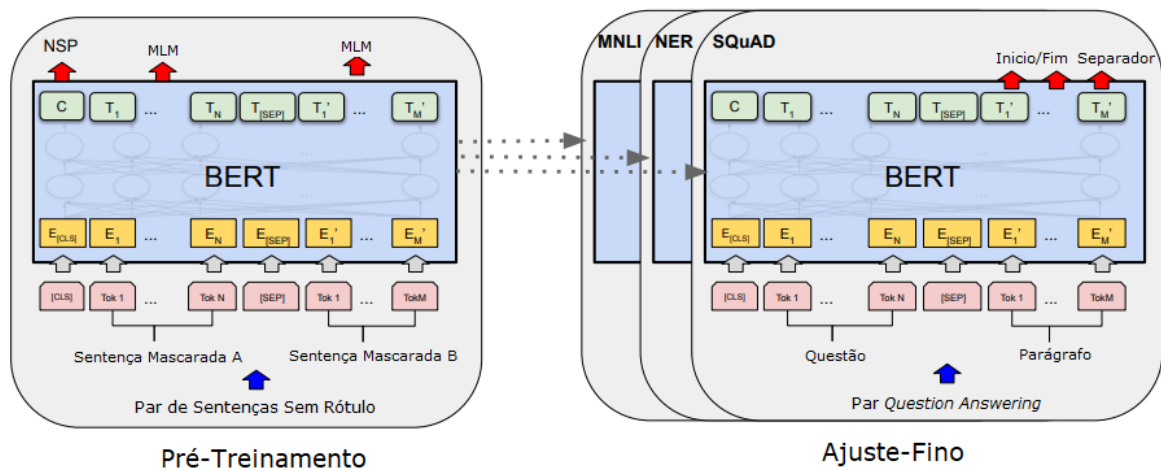 NSP
MLM
MLM
C
T1
...
TN
T[SEP]
T1'
...
TM'
...
BERT
...
E[CLS]
E1
...
EN
E[SEP]
E1'
...
EM'
[CLS]
Tok 1
...
Tok N
[SEP]
Tok 1
...
TokM
Sentença Mascarada A
Sentença Mascarada B
Par de Sentenças Sem Rótulo
Pré-Treinamento
MNLI
NER
SQuAD
Inicio/Fim
Separador
C
T1
...
TN
T[SEP]
T1'
...
TM'
...
BERT
...
E[CLS]
E1
...
EN
E[SEP]
E1'
...
EM'
[CLS]
Tok 1
...
Tok N
[SEP]
Tok 1
...
TokM
Questão
Parágrafo
Par Question Answering
Ajuste-Fino